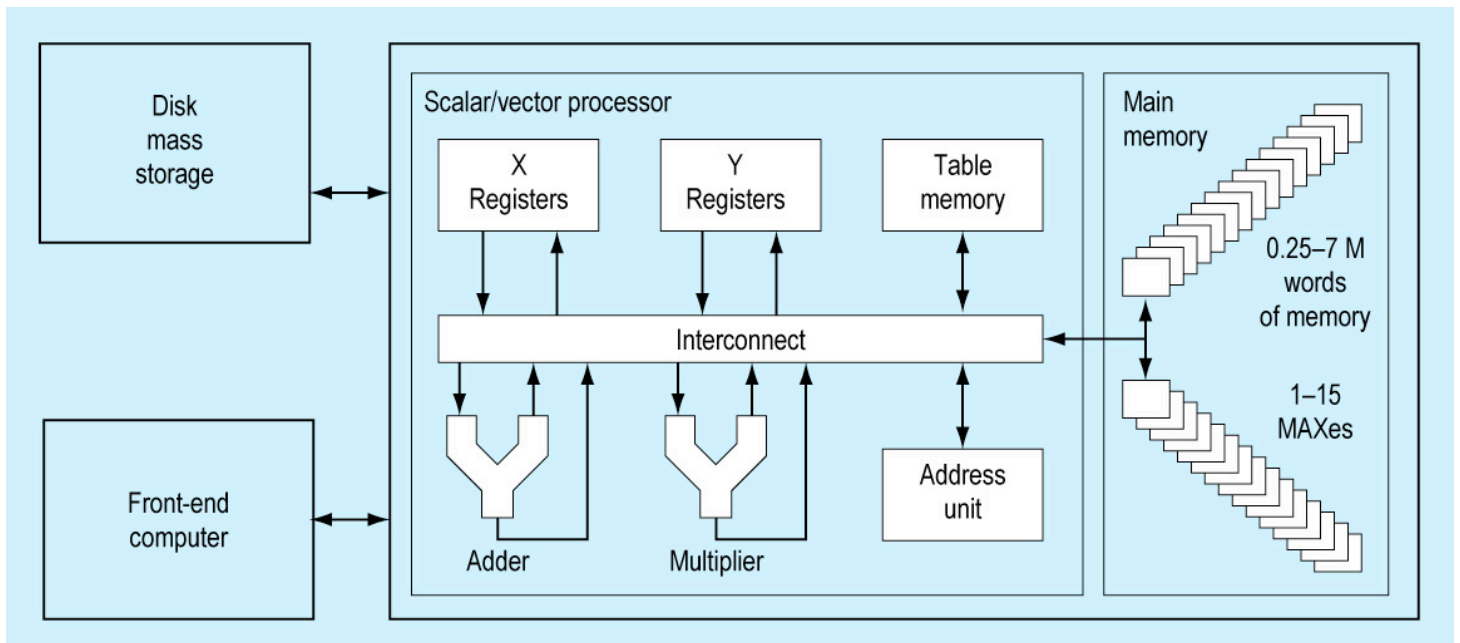 Disk
mass
storage
Front-end
computer
Scalar/vector processor
X
Registers
Y
Registers
Table
memory
Interconnect
Adder
Multiplier
Address
unit
Main
memory
0.25–7 M
words
of memory
1–15
MAXes